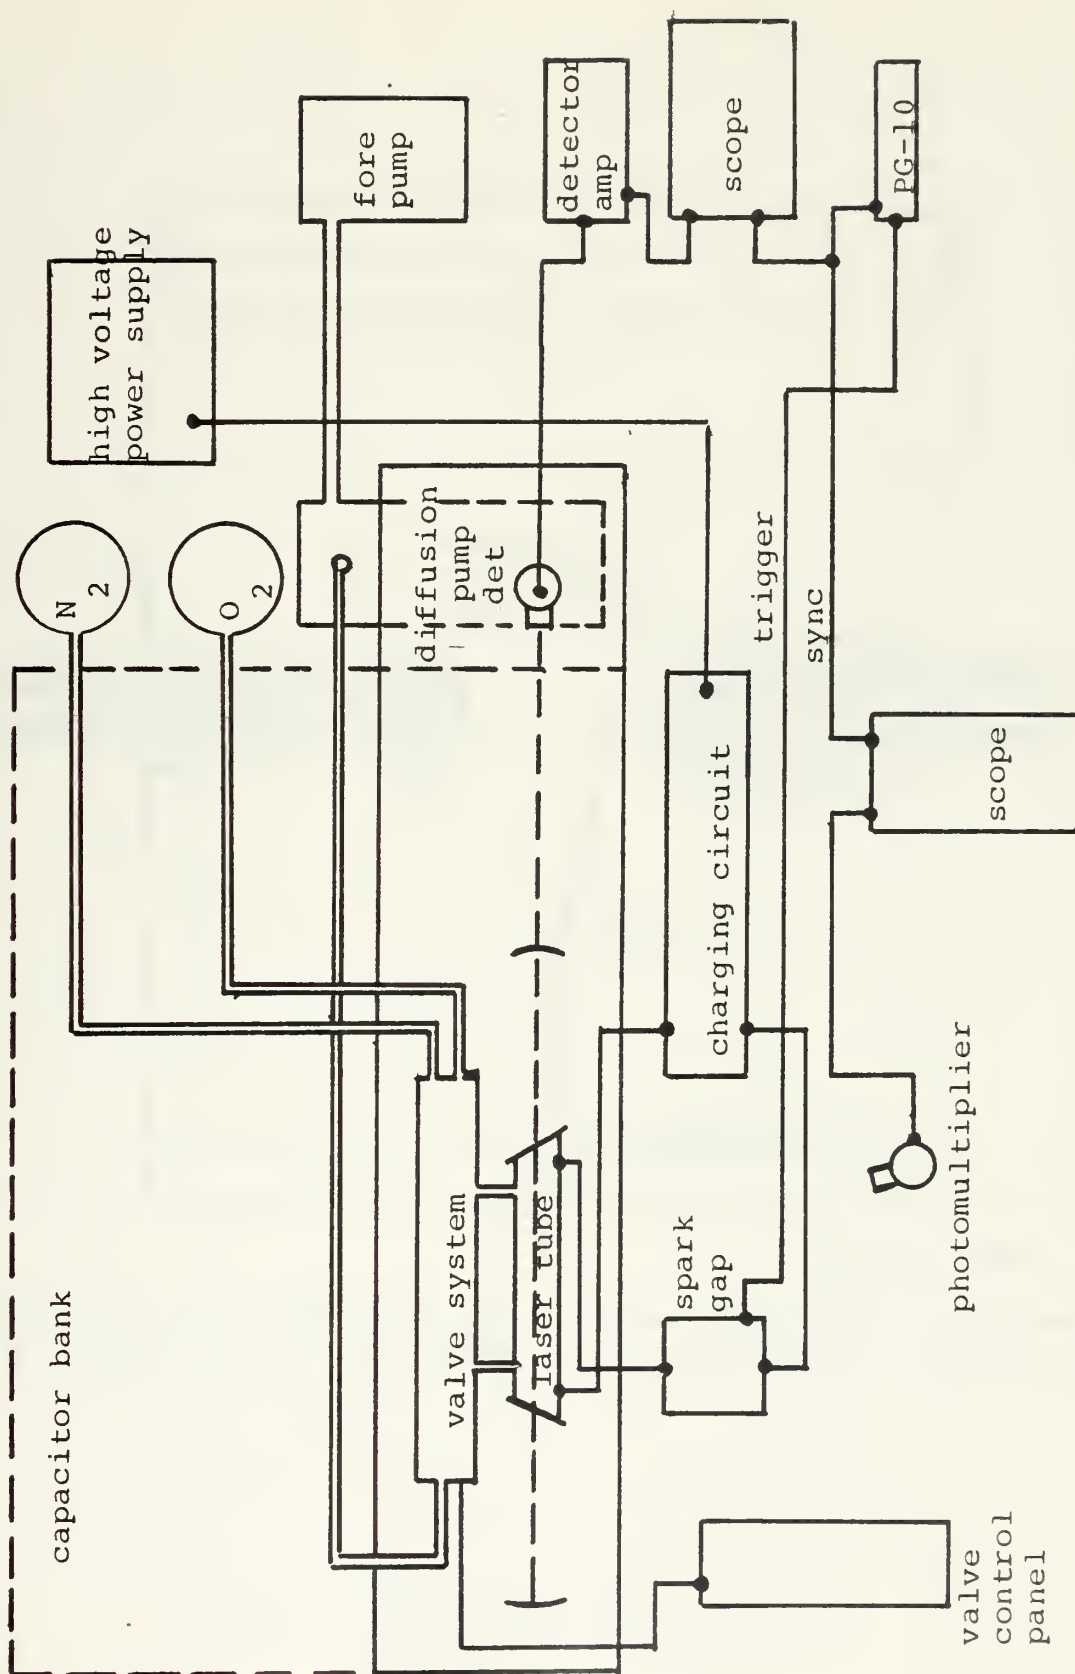 capacitor bank
N
2
O
2
high voltage
power supply
fore
pump
diffusion
pump
det
detector
amp
scope
PG-10
valve system
laser tube
charging circuit
trigger
sync
spark
gap
scope
photomultiplier
valve
control
panel